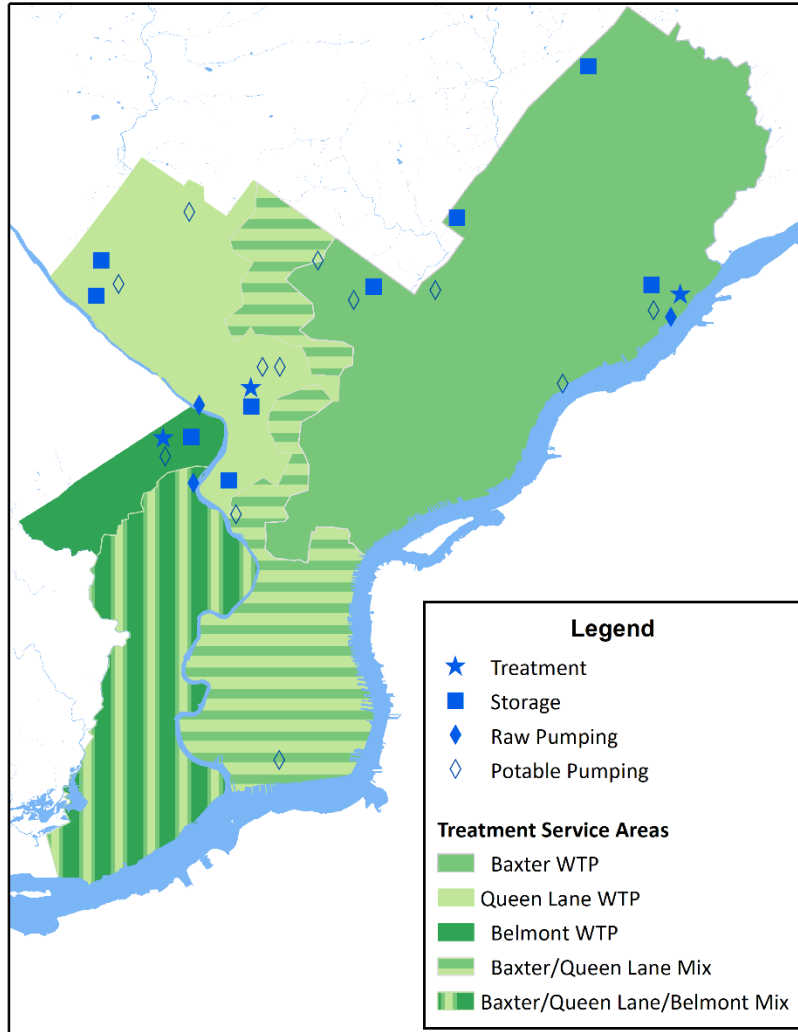 Legend
Treatment
Storage
Raw Pumping
Potable Pumping
Treatment Service Areas
Baxter WTP
Queen Lane WTP
Belmont WTP
Baxter/Queen Lane Mix
Baxter/Queen Lane/Belmont Mix